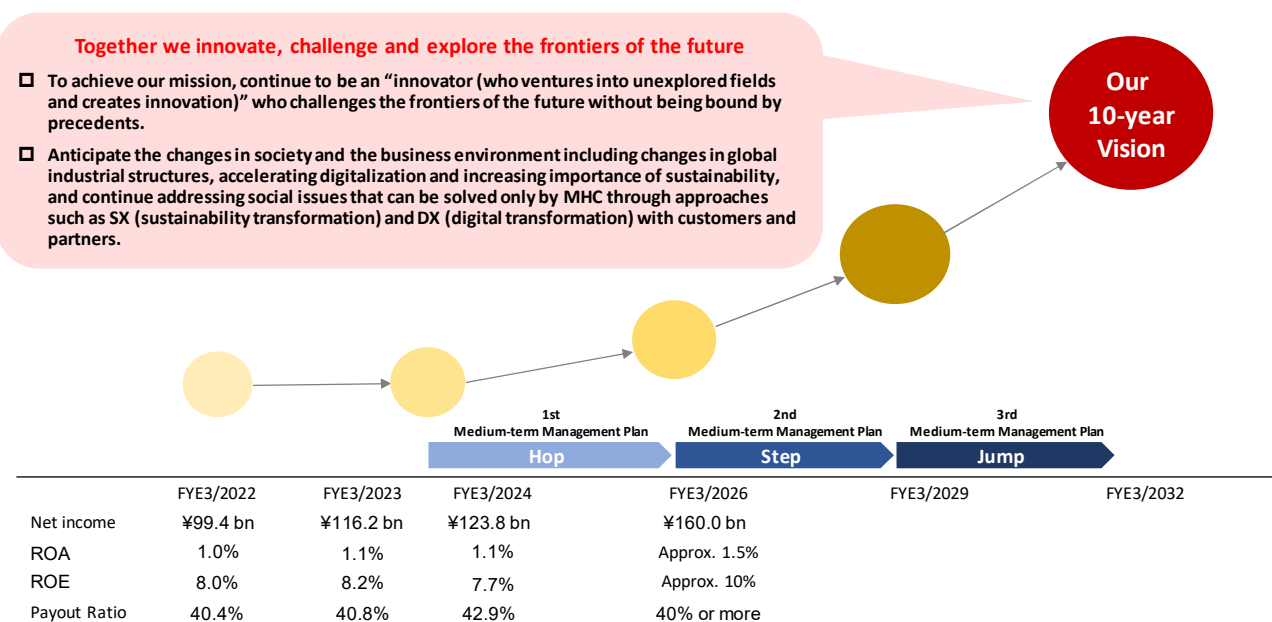 Together we innovate, challenge and explore the frontiers of the future
To achieve our mission, continue to be an “innovator (who ventures into unexplored fields
and creates innovation)” who challenges the frontiers of the future without being bound by
precedents.
Anticipate the changes in society and the business environment including changes in global
industrial structures, accelerating digitalization and increasing importance of sustainability,
and continue addressing social issues that can be solved only by MHC through approaches
such as SX (sustainability transformation) and DX (digital transformation) with customers and
partners.
Our
10-year
Vision
1st
Medium-term Management Plan
Hop
2nd
Medium-term Management Plan
Step
3rd
Medium-term Management Plan
Jump
FYE3/2022 FYE3/2023 FYE3/2024 FYE3/2026 FYE3/2029 FYE3/2032
Net income ¥99.4 bn ¥116.2 bn ¥123.8 bn ¥160.0 bn
ROA 1.0% 1.1% 1.1% Approx. 1.5%
ROE 8.0% 8.2% 7.7% Approx. 10%
Payout Ratio 40.4% 40.8% 42.9% 40% or more